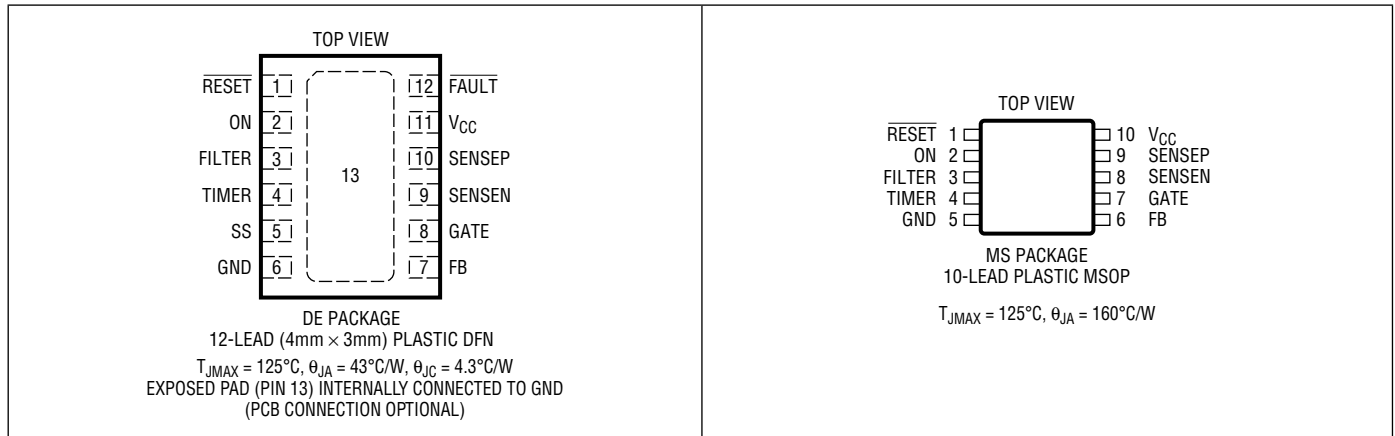 TOP VIEW
RESET 1 12 FAULT
ON 2 11 VCC
FILTER 3 10 SENSEP
13
TIMER 4 9 SENSEN
SS 5 8 GATE
GND 6 7 FB
DE PACKAGE
12-LEAD (4mm × 3mm) PLASTIC DFN
TJMAX = 125°C, θJA = 43°C/W, θJC = 4.3°C/W
EXPOSED PAD (PIN 13) INTERNALLY CONNECTED TO GND
(PCB CONNECTION OPTIONAL)
TOP VIEW
RESET 1 10 VCC
ON 2 9 SENSEP
FILTER 3 8 SENSEN
TIMER 4 7 GATE
GND 5 6 FB
MS PACKAGE
10-LEAD PLASTIC MSOP
TJMAX = 125°C, θJA = 160°C/W